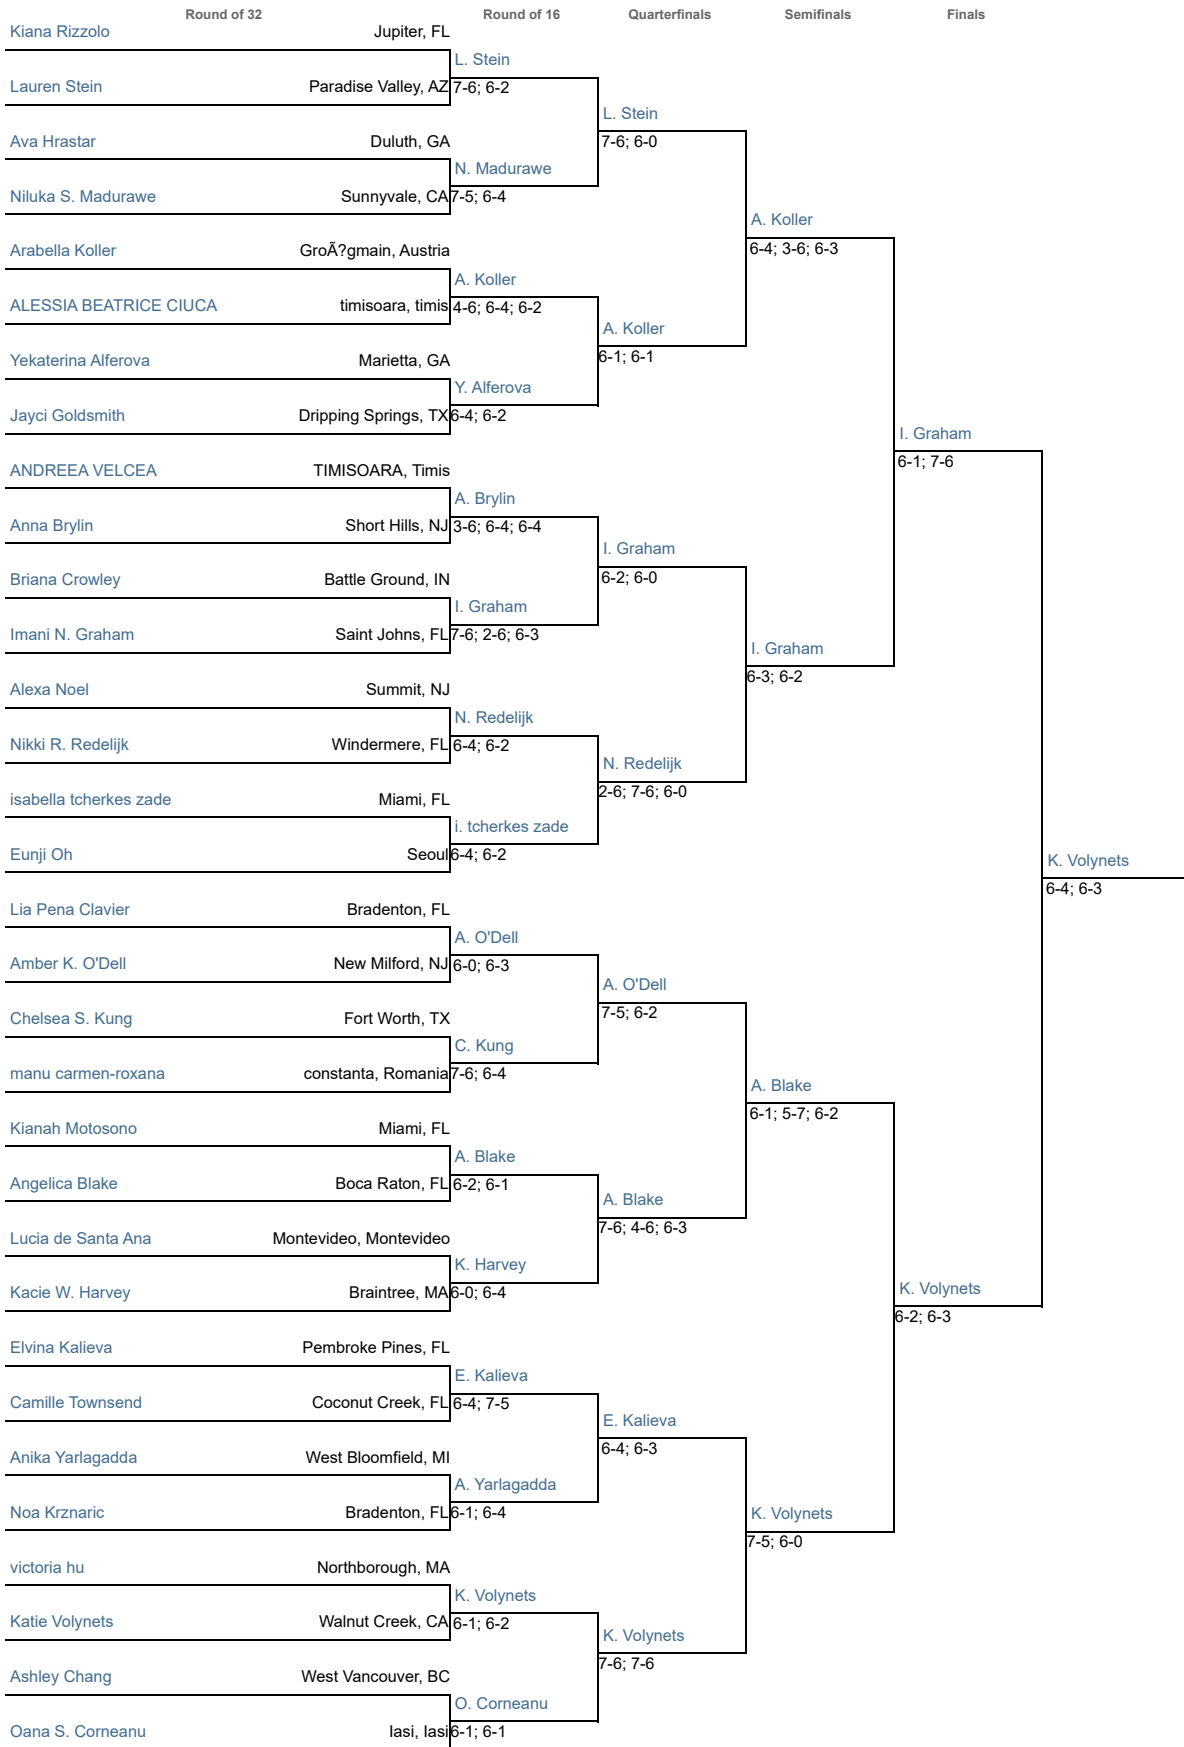 Round of 32 Round of 16 Quarterfinals Semifinals Finals
Kiana Rizzolo Jupiter, FL
L. Stein
Lauren Stein Paradise Valley, AZ 7-6; 6-2
L. Stein
Ava Hrastar Duluth, GA 7-6; 6-0
N. Madurawe
Niluka S. Madurawe Sunnyvale, CA 7-5; 6-4
A. Koller
Arabella Koller GroÃ?gmain, Austria 6-4; 3-6; 6-3
A. Koller
ALESSIA BEATRICE CIUCA timisoara, timis 4-6; 6-4; 6-2
A. Koller
Yekaterina Alferova Marietta, GA 6-1; 6-1
Y. Alferova
Jayci Goldsmith Dripping Springs, TX 6-4; 6-2
I. Graham
ANDREEA VELCEA TIMISOARA, Timis 6-1; 7-6
A. Brylin
Anna Brylin Short Hills, NJ 3-6; 6-4; 6-4
I. Graham
Briana Crowley Battle Ground, IN 6-2; 6-0
I. Graham
Imani N. Graham Saint Johns, FL 7-6; 2-6; 6-3
I. Graham
Alexa Noel Summit, NJ 6-3; 6-2
N. Redelijk
Nikki R. Redelijk Windermere, FL 6-4; 6-2
N. Redelijk
isabella tcherkes zade Miami, FL 2-6; 7-6; 6-0
i. tcherkes zade
Eunji Oh Seoul 6-4; 6-2
K. Volynets
6-4; 6-3
Lia Pena Clavier Bradenton, FL
A. O'Dell
Amber K. O'Dell New Milford, NJ 6-0; 6-3
A. O'Dell
Chelsea S. Kung Fort Worth, TX 7-5; 6-2
C. Kung
manu carmen-roxana constanta, Romania 7-6; 6-4
A. Blake
Kianah Motosono Miami, FL 6-1; 5-7; 6-2
A. Blake
Angelica Blake Boca Raton, FL 6-2; 6-1
A. Blake
Lucia de Santa Ana Montevideo, Montevideo 7-6; 4-6; 6-3
K. Harvey
Kacie W. Harvey Braintree, MA 6-0; 6-4
K. Volynets
6-2; 6-3
Elvina Kalieva Pembroke Pines, FL
E. Kalieva
Camille Townsend Coconut Creek, FL 6-4; 7-5
E. Kalieva
Anika Yarlagadda West Bloomfield, MI 6-4; 6-3
A. Yarlagadda
Noa Krznaric Bradenton, FL 6-1; 6-4
K. Volynets
7-5; 6-0
victoria hu Northborough, MA
K. Volynets
Katie Volynets Walnut Creek, CA 6-1; 6-2
K. Volynets
Ashley Chang West Vancouver, BC 7-6; 7-6
O. Corneanu
Oana S. Corneanu Iasi, Iasi 6-1; 6-1